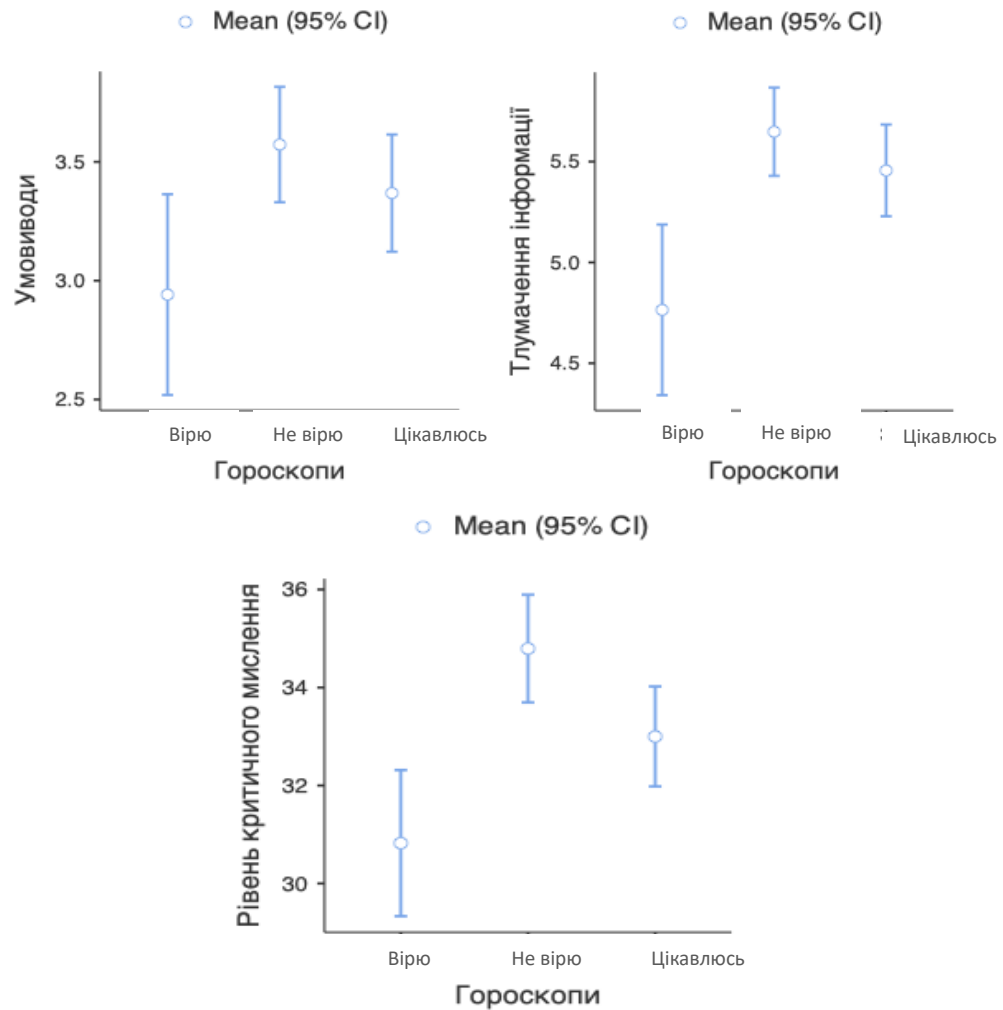 Mean (95% CI)
Умовиводи
3.5
3.0
2.5
Вірю Не вірю Цікавлюсь
Гороскопи
Mean (95% CI)
Тлумачення інформації
5.5
5.0
4.5
Вірю Не вірю Цікавлюсь
Гороскопи
Mean (95% CI)
Рівень критичного мислення
36
34
32
30
Вірю Не вірю Цікавлюсь
Гороскопи